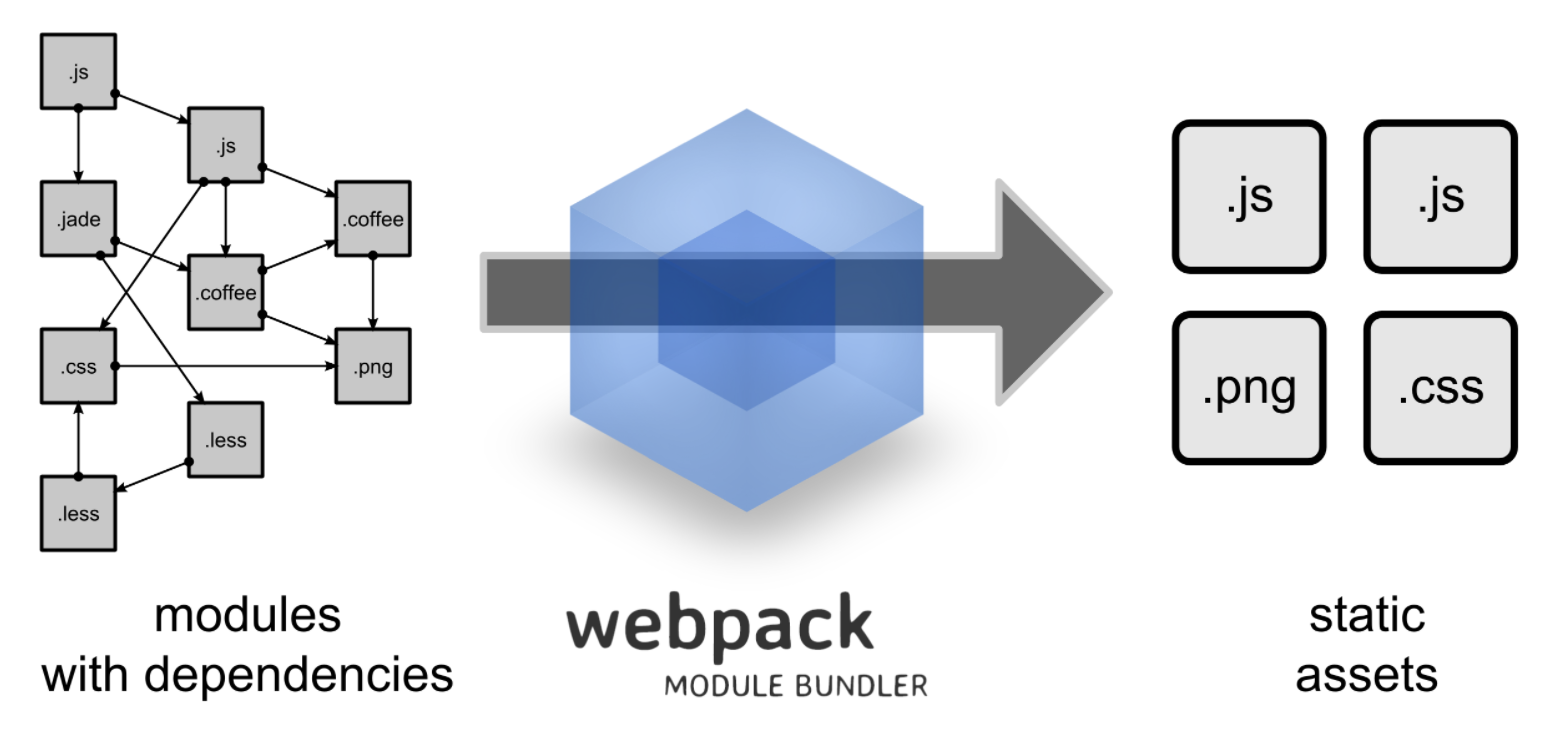 .js
.js
.jade
.coffee
.coffee
.css
.png
.less
.less
modules
with dependencies
webpack
MODULE BUNDLER
.js
.js
.png
.css
static
assets